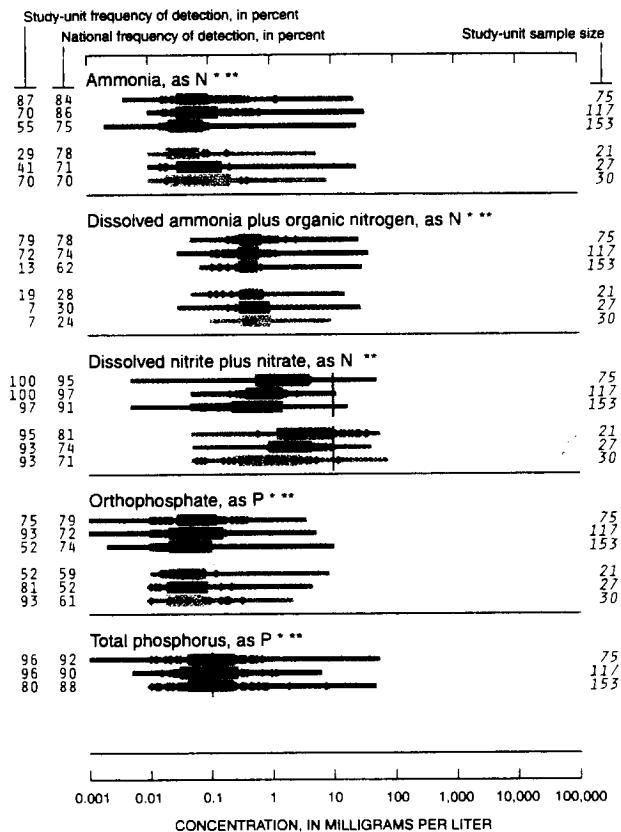 Study-unit frequency of detection, in percent
National frequency of detection, in percent
Study-unit sample size
Ammonia, as N * **
87 84 75
70 86 117
55 75 153
29 78 21
41 71 27
70 70 30
Dissolved ammonia plus organic nitrogen, as N * **
79 78 75
72 74 117
13 62 153
19 28 21
7 30 27
7 24 30
Dissolved nitrite plus nitrate, as N **
100 95 75
100 97 117
97 91 153
95 81 21
93 74 27
93 71 30
Orthophosphate, as P * **
75 79 75
93 72 117
52 74 153
52 59 21
81 52 27
93 61 30
Total phosphorus, as P * **
96 92 75
96 90 117
80 88 153
0.001 0.01 0.1 1 10 100 1,000 10,000 100,000
CONCENTRATION, IN MILLIGRAMS PER LITER